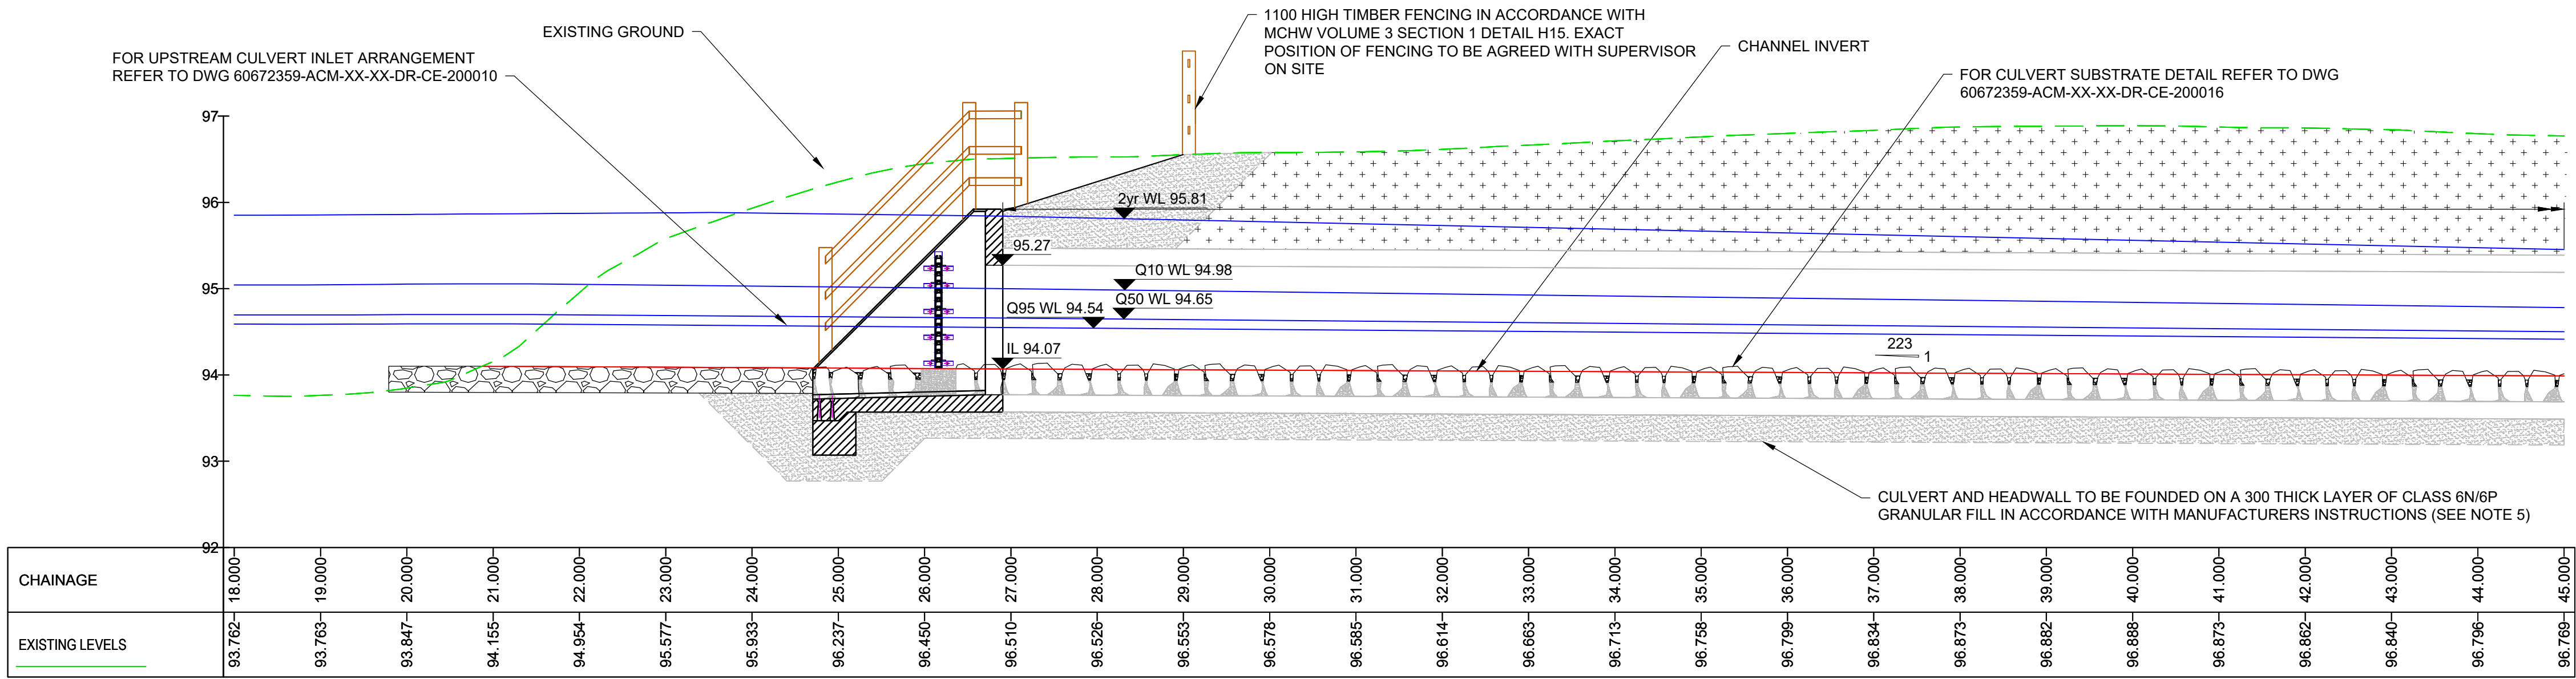 1100 HIGH TIMBER FENCING IN ACCORDANCE WITH
MCHW VOLUME 3 SECTION 1 DETAIL H15. EXACT
POSITION OF FENCING TO BE AGREED WITH SUPERVISOR
ON SITE
EXISTING GROUND
CHANNEL INVERT
FOR UPSTREAM CULVERT INLET ARRANGEMENT
REFER TO DWG 60672359-ACM-XX-XX-DR-CE-200010
FOR CULVERT SUBSTRATE DETAIL REFER TO DWG
60672359-ACM-XX-XX-DR-CE-200016
97
96
95
94
93
92
2yr WL 95.81
95.27
Q10 WL 94.98
Q95 WL 94.54
Q50 WL 94.65
IL 94.07
223
1
CULVERT AND HEADWALL TO BE FOUNDED ON A 300 THICK LAYER OF CLASS 6N/6P
GRANULAR FILL IN ACCORDANCE WITH MANUFACTURERS INSTRUCTIONS (SEE NOTE 5)
CHAINAGE 18.000 19.000 20.000 21.000 22.000 23.000 24.000 25.000 26.000 27.000 28.000 29.000 30.000 31.000 32.000 33.000 34.000 35.000 36.000 37.000 38.000 39.000 40.000 41.000 42.000 43.000 44.000 45.000
EXISTING LEVELS 93.762 93.763 93.847 94.155 94.954 95.577 95.933 96.237 96.450 96.510 96.526 96.553 96.578 96.585 96.614 96.663 96.713 96.758 96.799 96.834 96.873 96.882 96.888 96.873 96.862 96.840 96.796 96.769